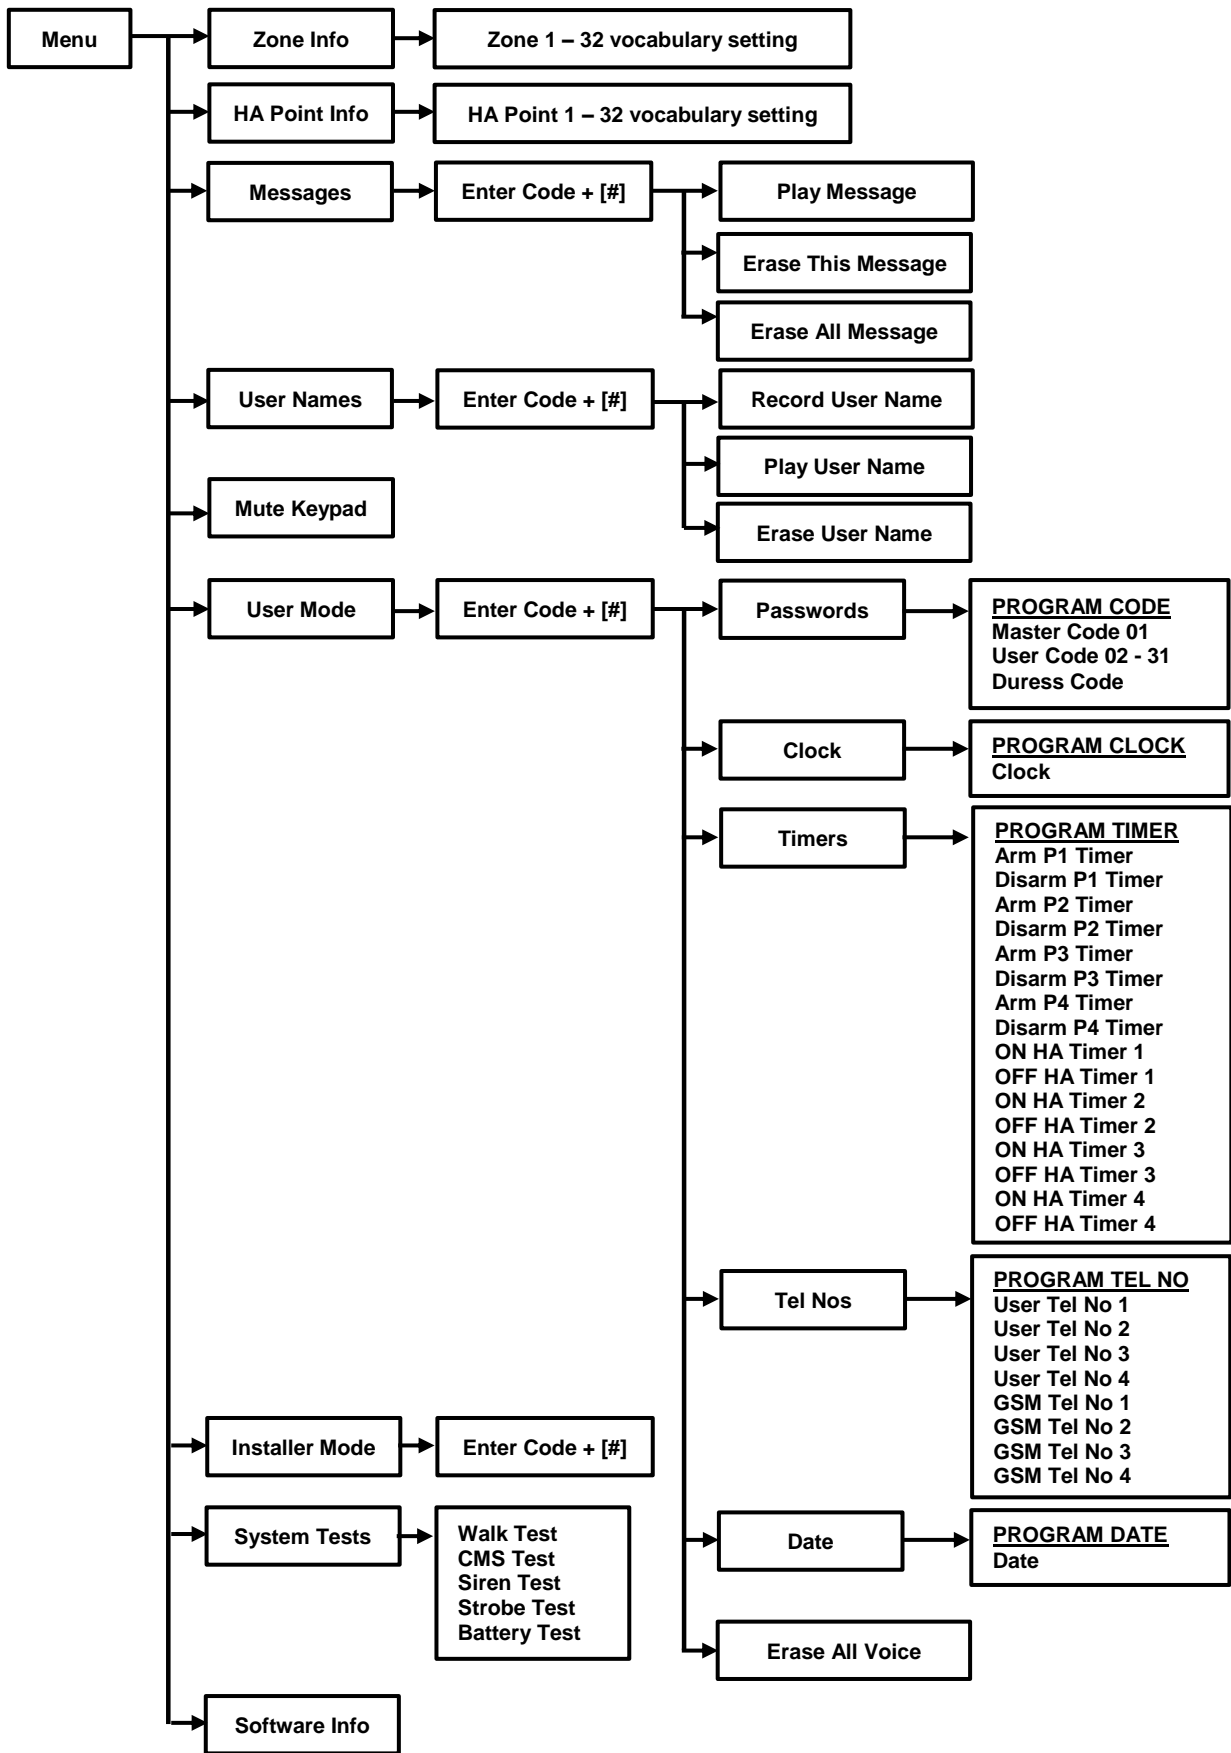 Menu
Zone Info
Zone 1 – 32 vocabulary setting
HA Point Info
HA Point 1 – 32 vocabulary setting
Messages
Enter Code + [#]
Play Message
Erase This Message
Erase All Message
User Names
Enter Code + [#]
Record User Name
Play User Name
Erase User Name
Mute Keypad
User Mode
Enter Code + [#]
Passwords
PROGRAM CODE
Master Code 01
User Code 02 - 31
Duress Code
Clock
PROGRAM CLOCK
Clock
Timers
PROGRAM TIMER
Arm P1 Timer
Disarm P1 Timer
Arm P2 Timer
Disarm P2 Timer
Arm P3 Timer
Disarm P3 Timer
Arm P4 Timer
Disarm P4 Timer
ON HA Timer 1
OFF HA Timer 1
ON HA Timer 2
OFF HA Timer 2
ON HA Timer 3
OFF HA Timer 3
ON HA Timer 4
OFF HA Timer 4
Tel Nos
PROGRAM TEL NO
User Tel No 1
User Tel No 2
User Tel No 3
User Tel No 4
GSM Tel No 1
GSM Tel No 2
GSM Tel No 3
GSM Tel No 4
Date
PROGRAM DATE
Date
Erase All Voice
Installer Mode
Enter Code + [#]
System Tests
Walk Test
CMS Test
Siren Test
Strobe Test
Battery Test
Software Info